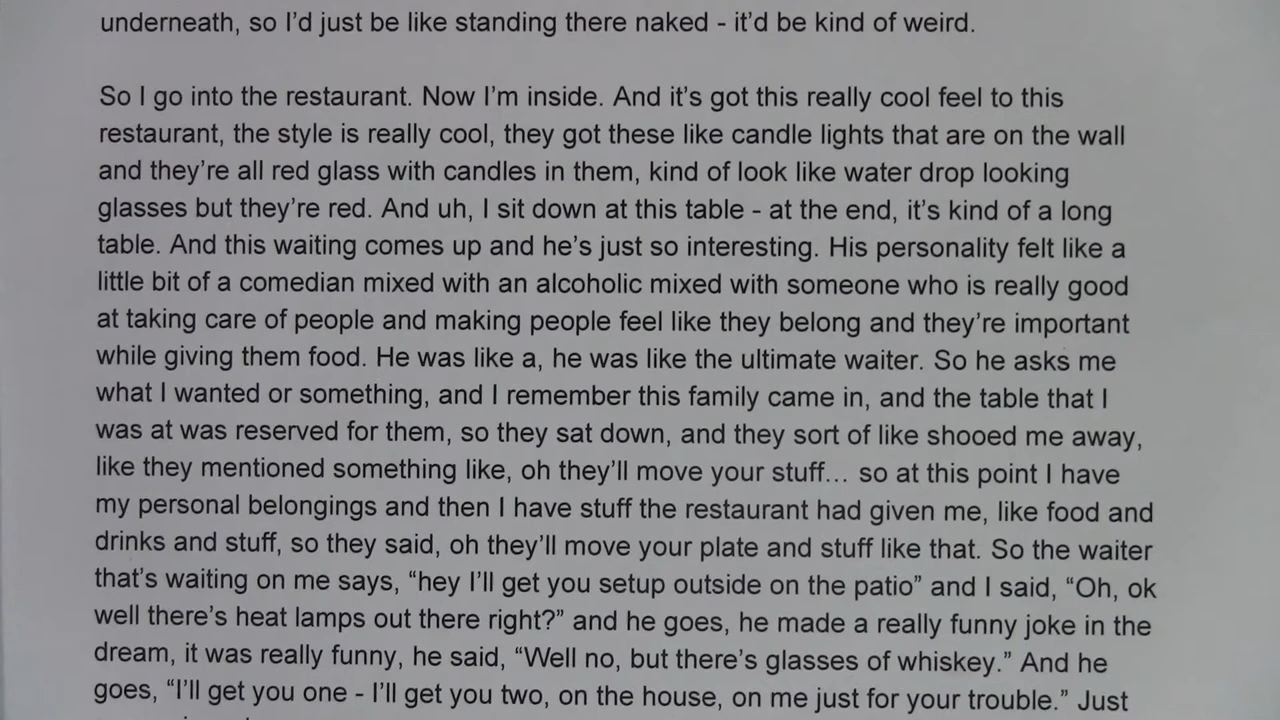 underneath, so I’d just be like standing there naked - it’d be kind of weird.
So I go into the restaurant. Now I’m inside. And it’s got this really cool feel to this
restaurant, the style is really cool, they got these like candle lights that are on the wall
and they’re all red glass with candles in them, kind of look like water drop looking
glasses but they’re red. And uh, I sit down at this table - at the end, it’s kind of a long
table. And this waiting comes up and he’s just so interesting. His personality felt like a
little bit of a comedian mixed with an alcoholic mixed with someone who is really good
at taking care of people and making people feel like they belong and they’re important
while giving them food. He was like a, he was like the ultimate waiter. So he asks me
what I wanted or something, and I remember this family came in, and the table that I
was at was reserved for them, so they sat down, and they sort of like shooed me away,
like they mentioned something like, oh they’ll move your stuff… so at this point I have
my personal belongings and then I have stuff the restaurant had given me, like food and
drinks and stuff, so they said, oh they’ll move your plate and stuff like that. So the waiter
that’s waiting on me says, “hey I’ll get you setup outside on the patio” and I said, “Oh, ok
well there’s heat lamps out there right?” and he goes, he made a really funny joke in the
dream, it was really funny, he said, “Well no, but there’s glasses of whiskey.” And he
goes, “I’ll get you one - I’ll get you two, on the house, on me just for your trouble.” Just